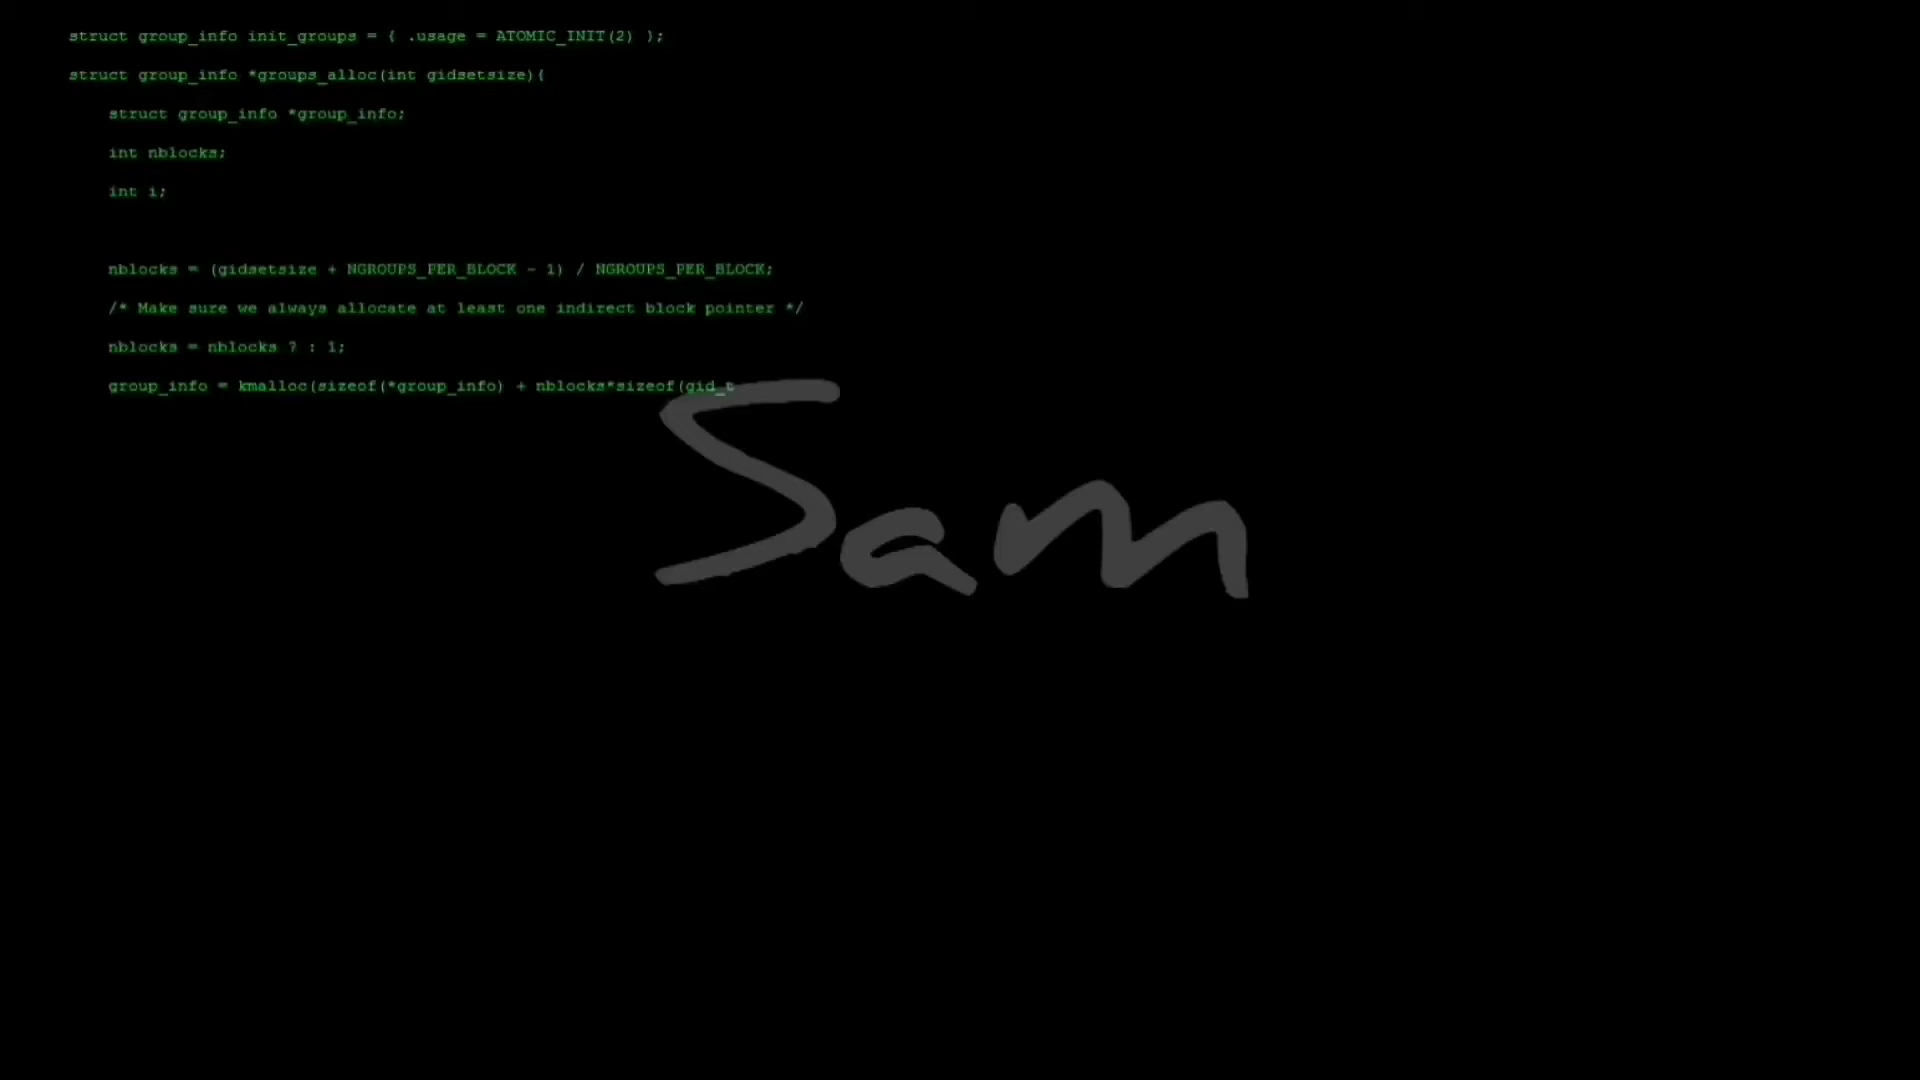 struct group_info init_groups = { .usage = ATOMIC_INIT(2) };
struct group_info *groups_alloc(int gidsetsize){
struct group_info *group_info;
int nblocks;
int i;
nblocks = (gidsetsize + NGROUPS_PER_BLOCK - 1) / NGROUPS_PER_BLOCK;
/* Make sure we always allocate at least one indirect block pointer */
nblocks = nblocks ? : 1;
group_info = kmalloc(sizeof(*group_info) + nblocks*sizeof(gid_t
Sam